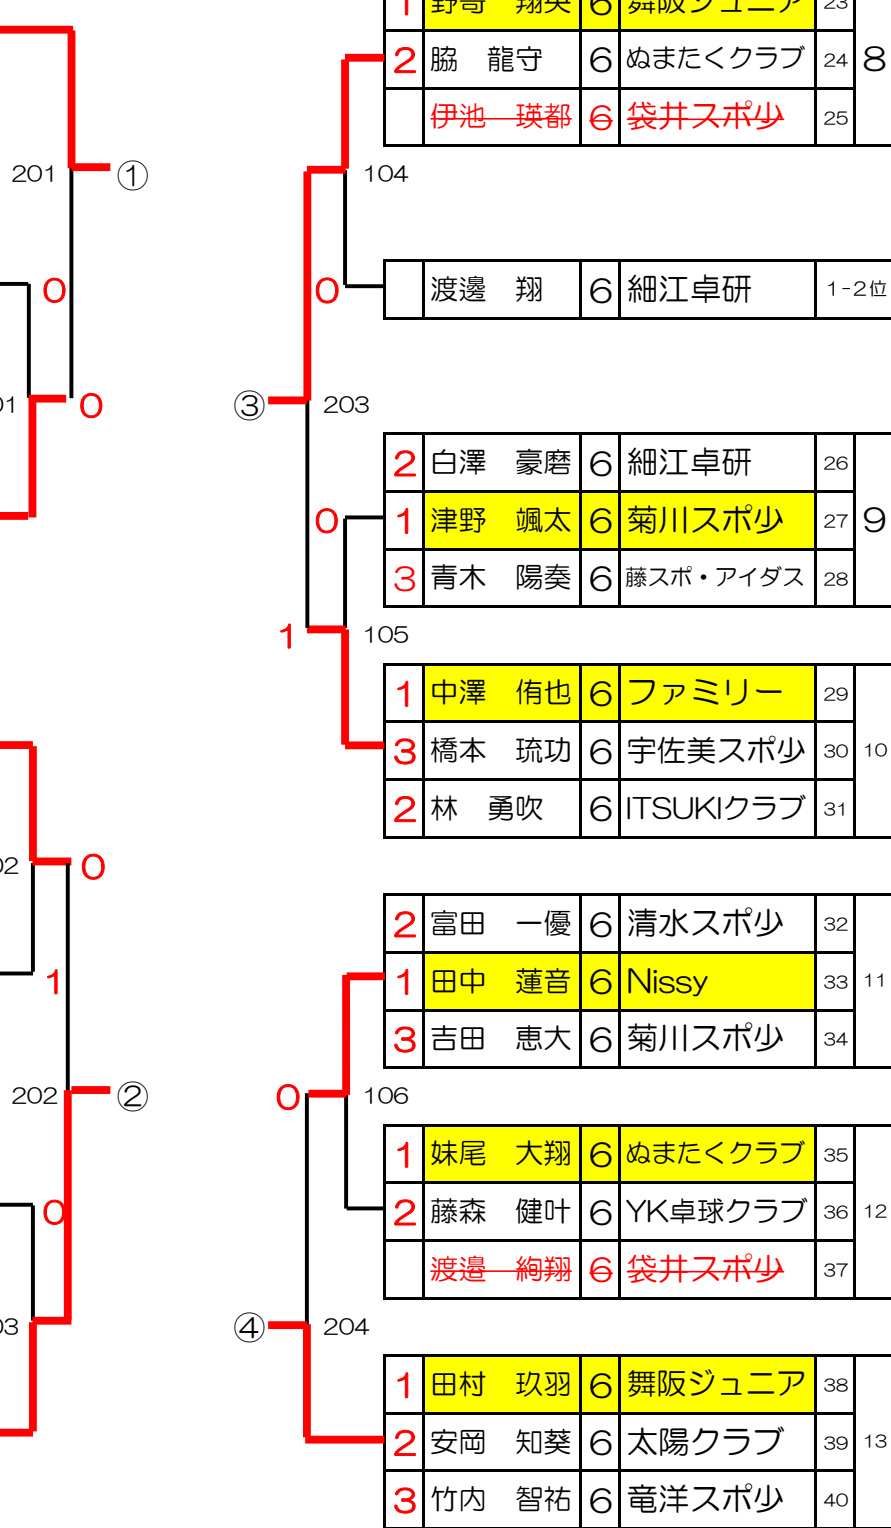 1 野寄 翔央 6 舞阪ジュニア 23
2 脇 龍守 6 ぬまたくクラブ 24 8
伊池 瑛都 6 袋井スポ少 25
201 ① 104
0 0 渡邊 翔 6 細江卓研 1-2位
01 0 ③ 203
2 白澤 豪磨 6 細江卓研 26
0 1 津野 颯太 6 菊川スポ少 27 9
3 青木 陽奏 6 藤スポ・アイダス 28
1 105
1 中澤 侑也 6 ファミリー 29
3 橋本 琉功 6 宇佐美スポ少 30 10
2 林 勇吹 6 ITSUKIクラブ 31
02 0
2 富田 一優 6 清水スポ少 32
1 1 田中 蓮音 6 Nissy 33 11
3 吉田 恵大 6 菊川スポ少 34
202 ② 0 106
1 妹尾 大翔 6 ぬまたくクラブ 35
0 2 藤森 健叶 6 YK卓球クラブ 36 12
渡邉 絢翔 6 袋井スポ少 37
03 ④ 204
1 田村 玖羽 6 舞阪ジュニア 38
2 安岡 知葵 6 太陽クラブ 39 13
3 竹内 智祐 6 竜洋スポ少 40